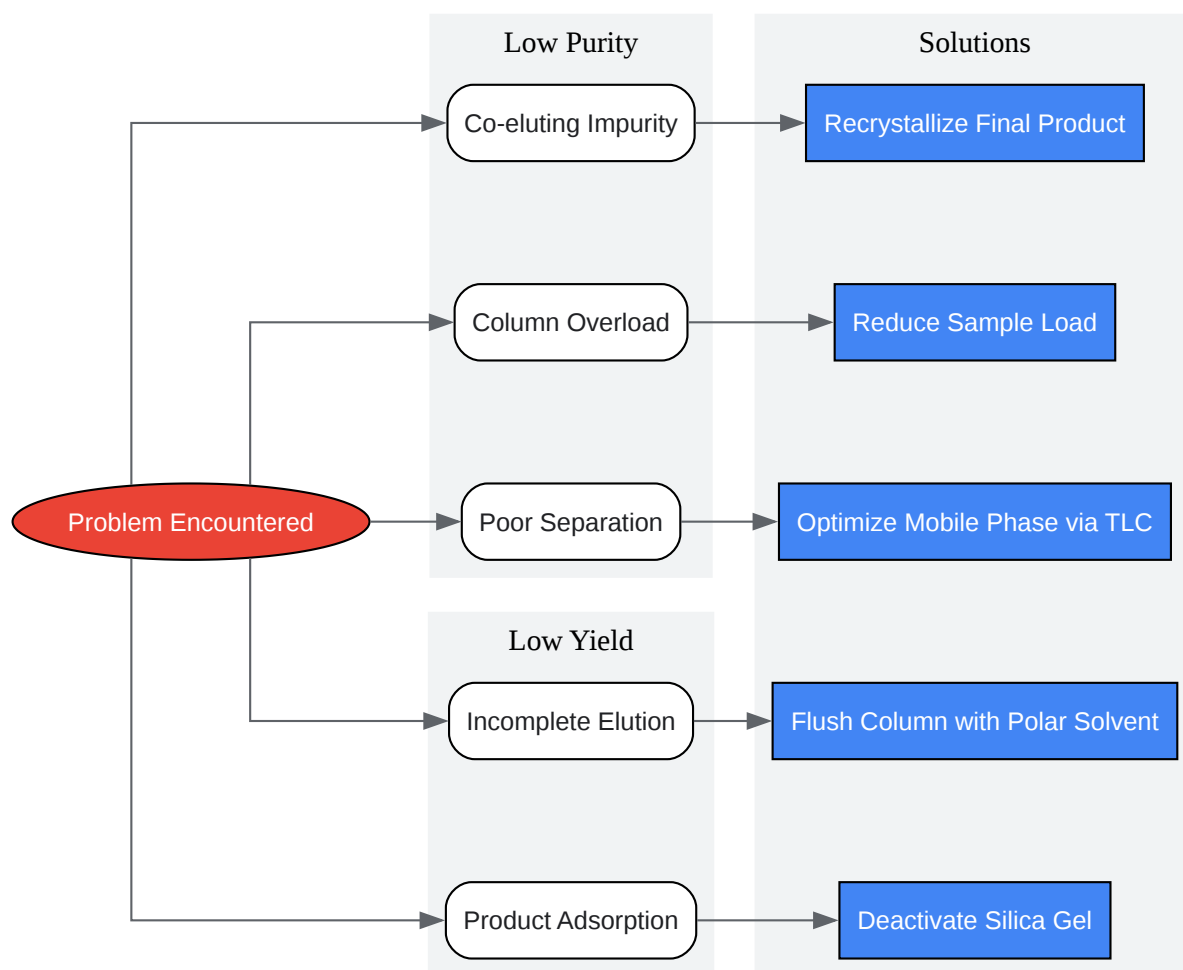 Low Purity
Solutions
Co-eluting Impurity
Recrystallize Final Product
Column Overload
Reduce Sample Load
Problem Encountered
Poor Separation
Optimize Mobile Phase via TLC
Low Yield
Incomplete Elution
Flush Column with Polar Solvent
Product Adsorption
Deactivate Silica Gel